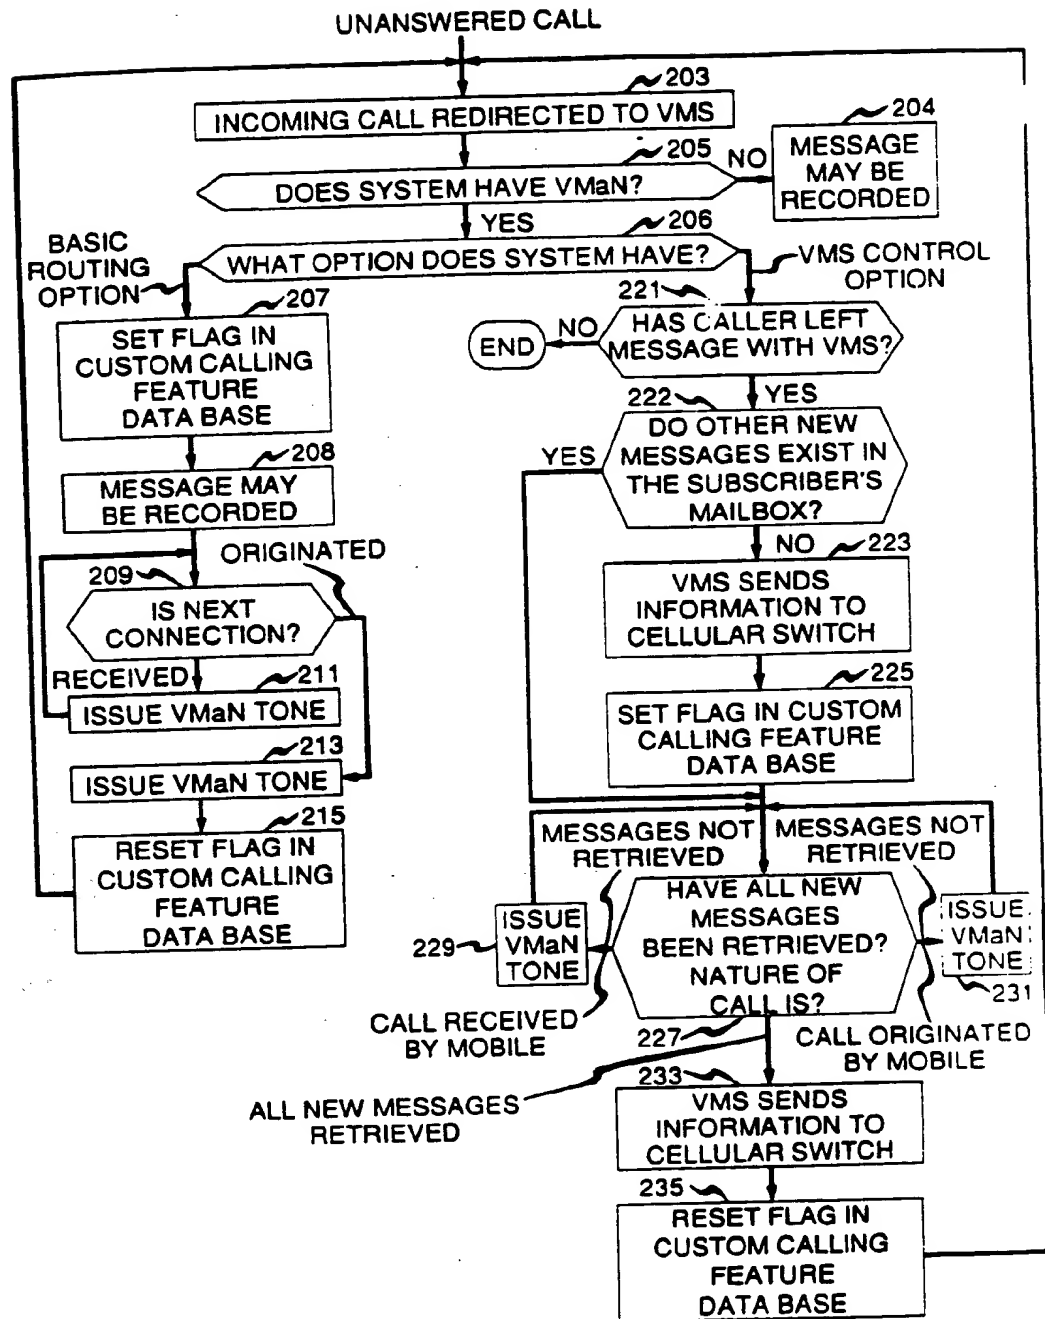 UNANSWERED CALL
203
INCOMING CALL REDIRECTED TO VMS
204
MESSAGE
MAY BE
RECORDED
205
NO
DOES SYSTEM HAVE VMaN?
YES
206
BASIC
ROUTING
OPTION
WHAT OPTION DOES SYSTEM HAVE?
VMS CONTROL
OPTION
207
SET FLAG IN
CUSTOM CALLING
FEATURE
DATA BASE
208
MESSAGE MAY
BE RECORDED
ORIGINATED
209
IS NEXT
CONNECTION?
RECEIVED
211
ISSUE VMaN TONE
213
ISSUE VMaN TONE
215
RESET FLAG IN
CUSTOM CALLING
FEATURE
DATA BASE
221
HAS CALLER LEFT
MESSAGE WITH VMS?
NO
END
YES
222
DO OTHER NEW
MESSAGES EXIST IN
THE SUBSCRIBER'S
MAILBOX?
YES
NO
223
VMS SENDS
INFORMATION TO
CELLULAR SWITCH
225
SET FLAG IN CUSTOM
CALLING FEATURE
DATA BASE
MESSAGES NOT
RETRIEVED
MESSAGES NOT
RETRIEVED
HAVE ALL NEW
MESSAGES
BEEN RETRIEVED?
NATURE OF
CALL IS?
227
229
ISSUE
VMaN
TONE
ISSUE
VMaN
TONE
231
CALL RECEIVED
BY MOBILE
CALL ORIGINATED
BY MOBILE
ALL NEW MESSAGES
RETRIEVED
233
VMS SENDS
INFORMATION TO
CELLULAR SWITCH
235
RESET FLAG IN
CUSTOM CALLING
FEATURE
DATA BASE